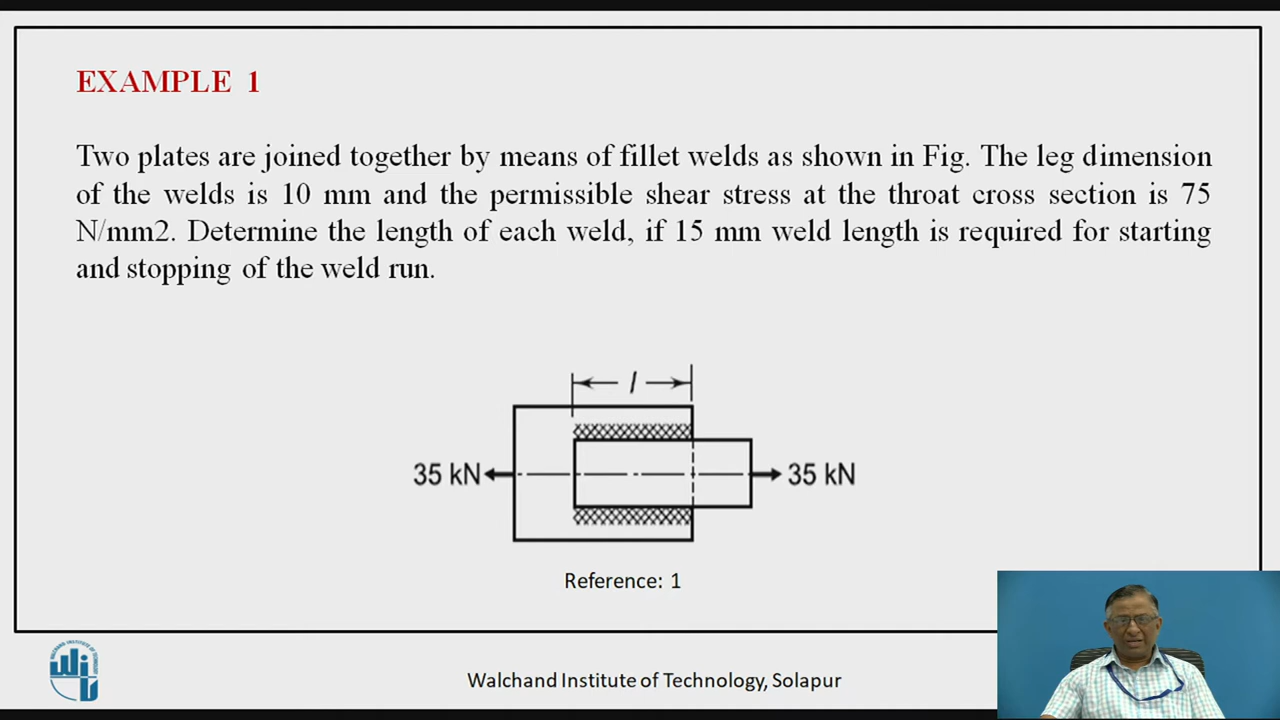 EXAMPLE 1
Two plates are joined together by means of fillet welds as shown in Fig. The leg dimension
of the welds is 10 mm and the permissible shear stress at the throat cross section is 75
N/mm2. Determine the length of each weld, if 15 mm weld length is required for starting
and stopping of the weld run.
l
35 kN
35 kN
Reference: 1
Walchand Institute of Technology, Solapur